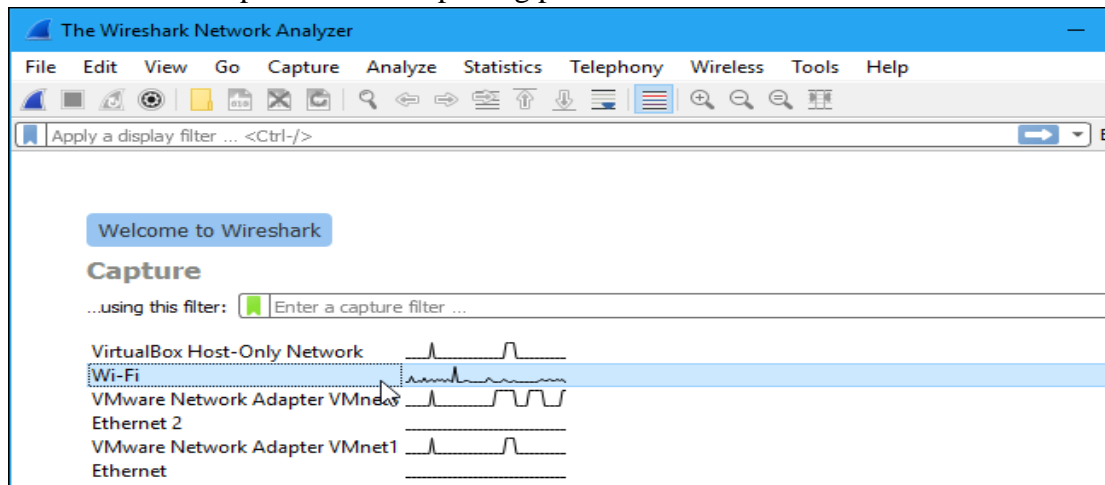 The Wireshark Network Analyzer
File Edit View Go Capture Analyze Statistics Telephony Wireless Tools Help
Apply a display filter ... <Ctrl-/>
Welcome to Wireshark
Capture
...using this filter: Enter a capture filter ...
VirtualBox Host-Only Network
Wi-Fi
VMware Network Adapter
Ethernet 2
VMware Network Adapter VMnet1
Ethernet